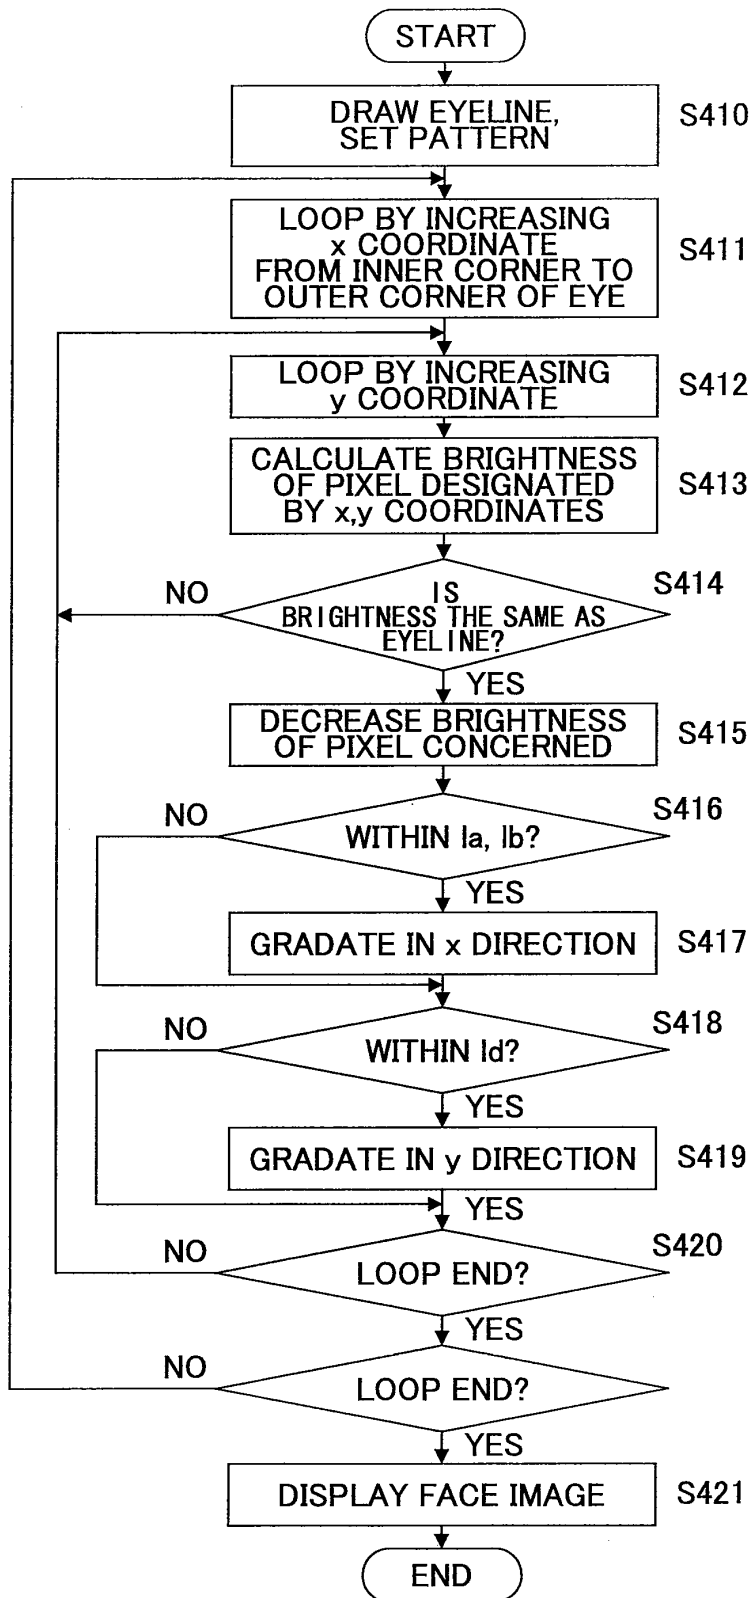 START
DRAW EYELINE,
SET PATTERN
S410
LOOP BY INCREASING
x COORDINATE
FROM INNER CORNER TO
OUTER CORNER OF EYE
S411
LOOP BY INCREASING
y COORDINATE
S412
CALCULATE BRIGHTNESS
OF PIXEL DESIGNATED
BY x,y COORDINATES
S413
NO
IS
BRIGHTNESS THE SAME AS
EYELINE?
S414
YES
DECREASE BRIGHTNESS
OF PIXEL CONCERNED
S415
NO
WITHIN la, lb?
S416
YES
GRADATE IN x DIRECTION
S417
NO
WITHIN ld?
S418
YES
GRADATE IN y DIRECTION
S419
YES
NO
LOOP END?
S420
YES
NO
LOOP END?
YES
DISPLAY FACE IMAGE
S421
END